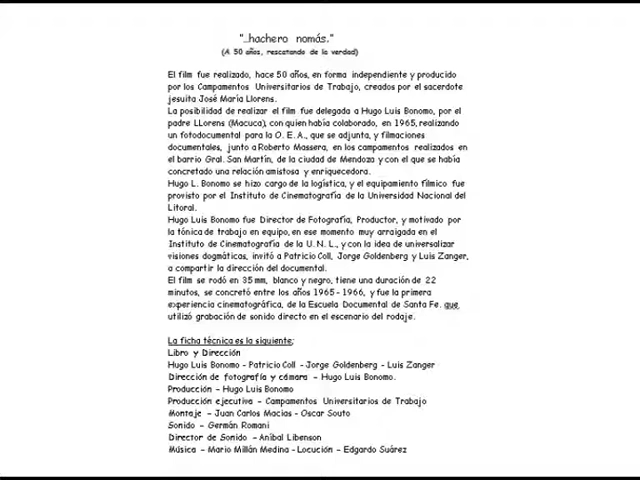 "...hachero nomás."
(A 50 años, rescatando de la verdad)
El film fue realizado, hace 50 años, en forma independiente y producido
por los Campamentos Universitarios de Trabajo, creados por el sacerdote
jesuita José María Llorens.
La posibilidad de realizar el film fue delegada a Hugo Luis Bonomo, por el
padre LLorens (Macuca), con quien había colaborado, en 1965, realizando
un fotodocumental para la O. E. A., que se adjunta, y filmaciones
documentales, junto a Roberto Massera, en los campamentos realizados en
el barrio Gral. San Martín, de la ciudad de Mendoza y con el que se había
concretado una relación amistosa y enriquecedora.
Hugo L. Bonomo se hizo cargo de la logística, y el equipamiento fílmico fue
provisto por el Instituto de Cinematografía de la Universidad Nacional del
Litoral.
Hugo Luis Bonomo fue Director de Fotografía, Productor, y motivado por
la tónica de trabajo en equipo, en ese momento muy arraigada en el
Instituto de Cinematografía de la U. N. L., y con la idea de universalizar
visiones dogmáticas, invitó a Patricio Coll, Jorge Goldenberg y Luis Zanger,
a compartir la dirección del documental.
El film se rodó en 35 mm, blanco y negro, tiene una duración de 22
minutos, se concretó entre los años 1965 - 1966, y fue la primera
experiencia cinematográfica, de la Escuela Documental de Santa Fe. que,
utilizó grabación de sonido directo en el escenario del rodaje.
La ficha técnica es la siguiente:
Libro y Dirección
Hugo Luis Bonomo - Patricio Coll - Jorge Goldenberg - Luis Zanger
Dirección de fotografía y cámara - Hugo Luis Bonomo.
Producción - Hugo Luis Bonomo
Producción ejecutiva - Campamentos Universitarios de Trabajo
Montaje - Juan Carlos Macías - Oscar Souto
Sonido - Germán Romani
Director de Sonido - Aníbal Libenson
Música - Mario Millán Medina - Locución - Edgardo Suárez